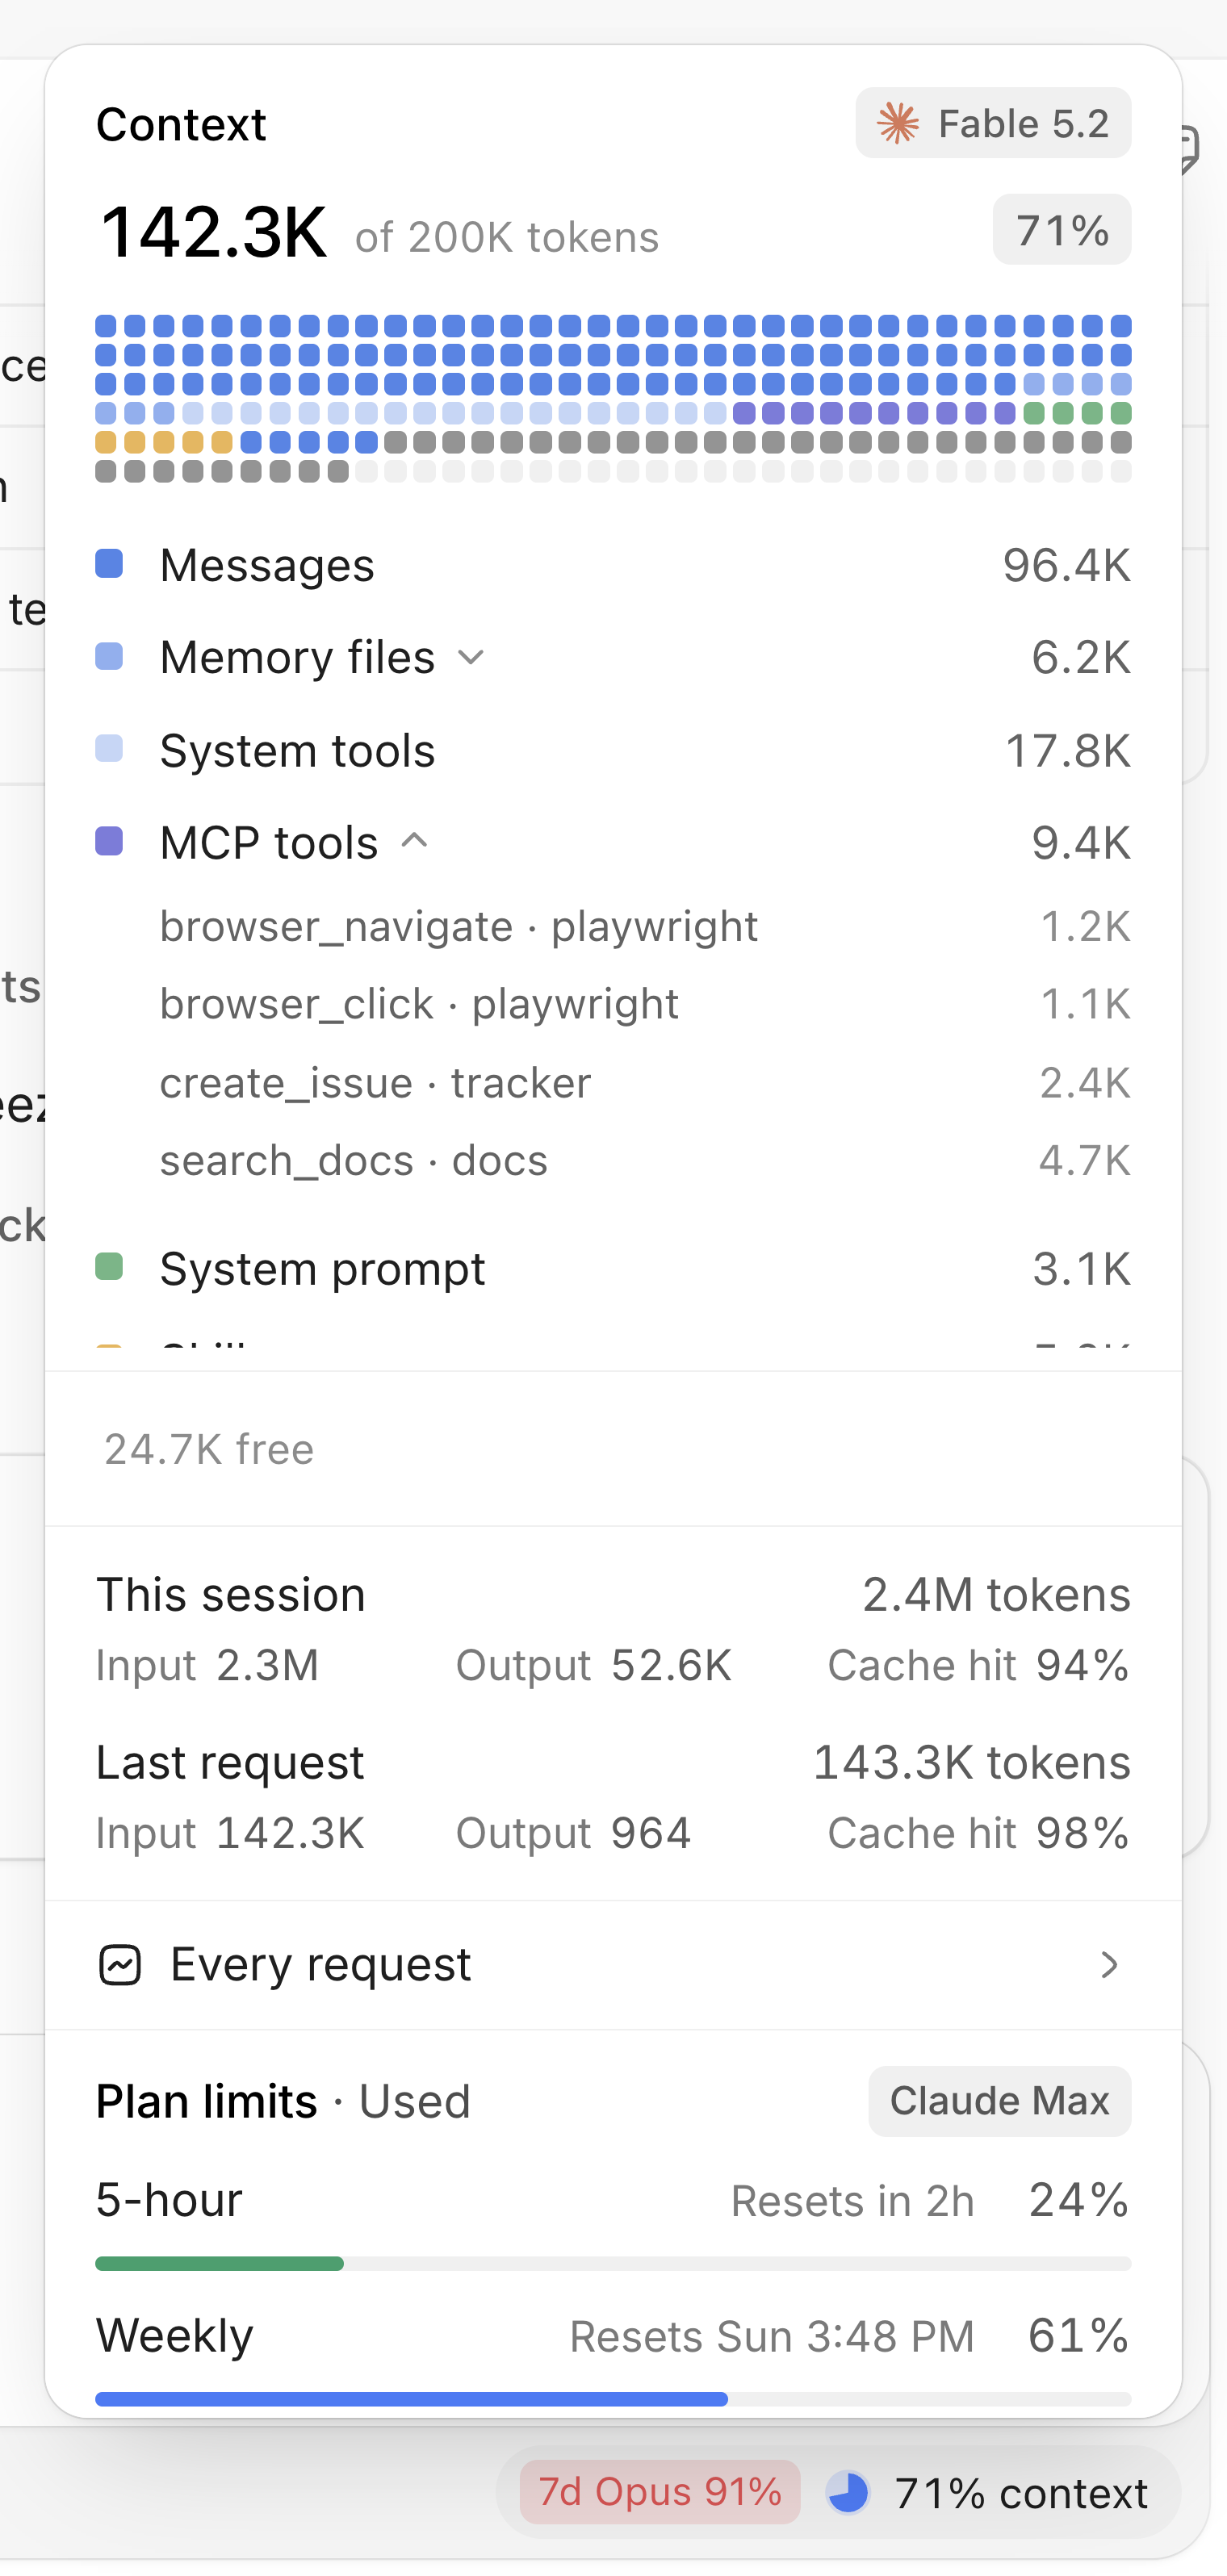 Context
Fable 5.2
142.3K of 200K tokens
71%
Messages 96.4K
Memory files 6.2K
System tools 17.8K
MCP tools 9.4K
browser_navigate · playwright 1.2K
browser_click · playwright 1.1K
create_issue · tracker 2.4K
search_docs · docs 4.7K
System prompt 3.1K
24.7K free
This session 2.4M tokens
Input 2.3M Output 52.6K Cache hit 94%
Last request 143.3K tokens
Input 142.3K Output 964 Cache hit 98%
Every request
Plan limits · Used
Claude Max
5-hour Resets in 2h 24%
Weekly Resets Sun 3:48 PM 61%
7d Opus 91% 71% context